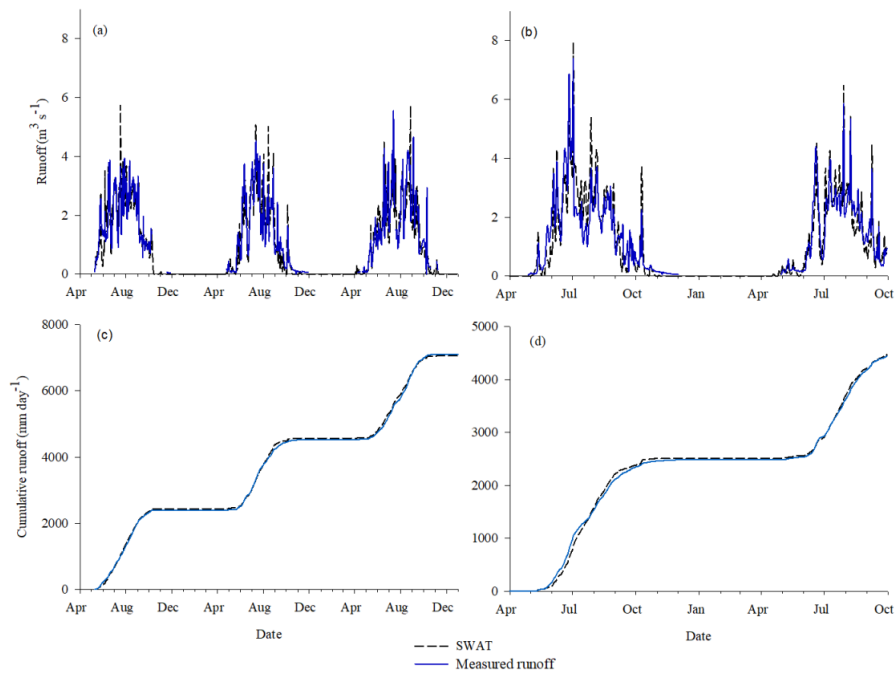 (a)
8
6
4
2
0
Runoff (m³ s⁻¹)
Apr Aug Dec Apr Aug Dec Apr Aug Dec
(b)
8
6
4
2
0
Apr Jul Oct Jan Apr Jul Oct
(c)
8000
6000
4000
2000
0
Cumulative runoff (mm day⁻¹)
Apr Aug Dec Apr Aug Dec Apr Aug Dec
Date
(d)
5000
4000
3000
2000
1000
0
Apr Jul Oct Jan Apr Jul Oct
Date
SWAT
Measured runoff